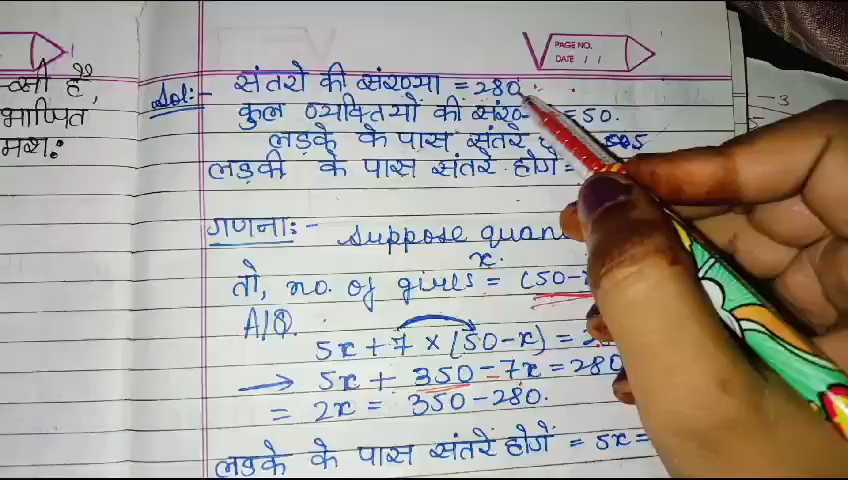 PAGE NO.
DATE / /
भाषित
Sol:- संतरो की संख्या = 280
कुल व्यक्तियों की = 50.
लड़के के पास संतरे 5
लड़की के पास संतरे होगें =
गणना:- Suppose
x.
तो, no. of girls = (50-
A/Q.
5x + 7 × (50-x) =
→ 5x + 350-7x = 280
= 2x = 350-280.
लड़के के पास संतरें होगें = 5x =